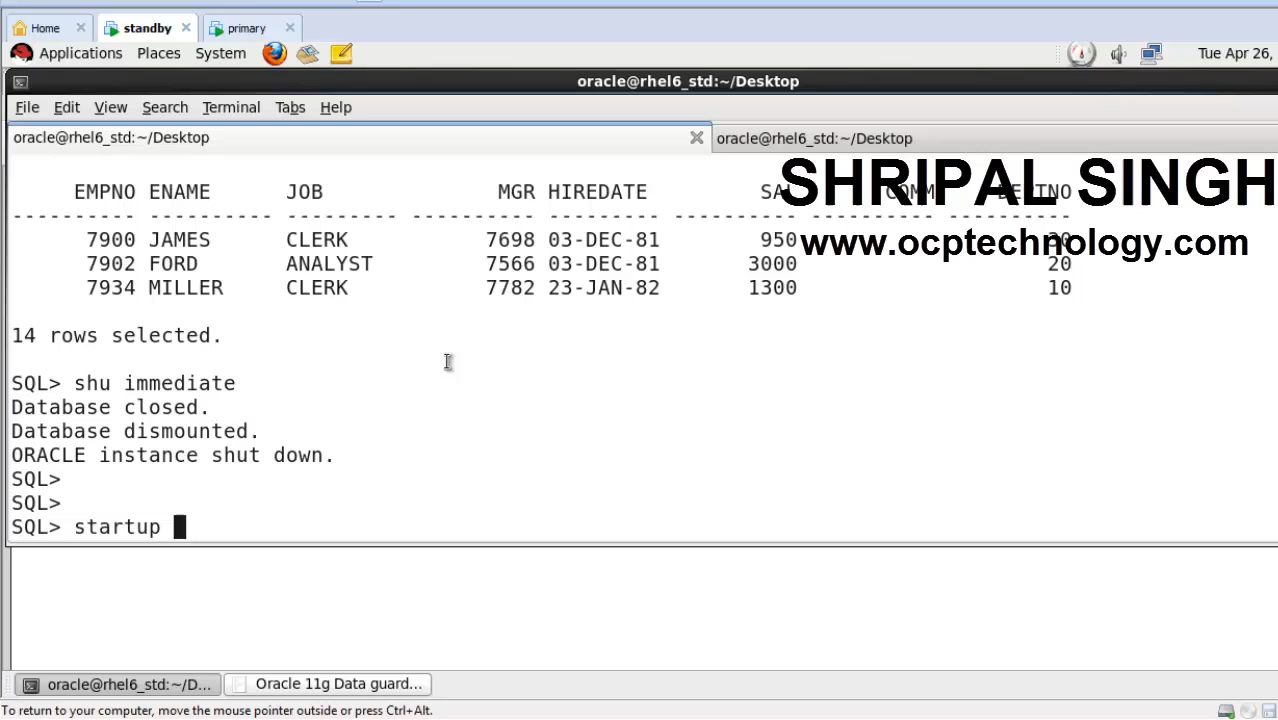 Home standby primary
Applications Places System Tue Apr 26,
oracle@rhel6_std:~/Desktop
File Edit View Search Terminal Tabs Help
oracle@rhel6_std:~/Desktop oracle@rhel6_std:~/Desktop
SHRIPAL SINGH
www.ocptechnology.com
EMPNO ENAME JOB MGR HIREDATE SAL COMM DEPTNO
---------- ---------- --------- ---------- --------- ---------- ---------- ----------
7900 JAMES CLERK 7698 03-DEC-81 950 30
7902 FORD ANALYST 7566 03-DEC-81 3000 20
7934 MILLER CLERK 7782 23-JAN-82 1300 10
14 rows selected.
SQL> shu immediate
Database closed.
Database dismounted.
ORACLE instance shut down.
SQL>
SQL>
SQL> startup
oracle@rhel6_std:~/D... Oracle 11g Data guard...
To return to your computer, move the mouse pointer outside or press Ctrl+Alt.